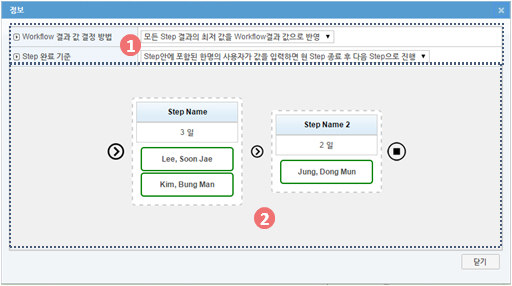 정보
Workflow 결과 값 결정 방법
모든 Step 결과의 최저 값을 Workflow결과 값으로 반영
1
Step 완료 기준
Step안에 포함된 한명의 사용자가 값을 입력하면 현 Step 종료 후 다음 Step으로 진행
Step Name
3 일
Lee, Soon Jae
Kim, Bung Man
Step Name 2
2 일
Jung, Dong Mun
2
닫기